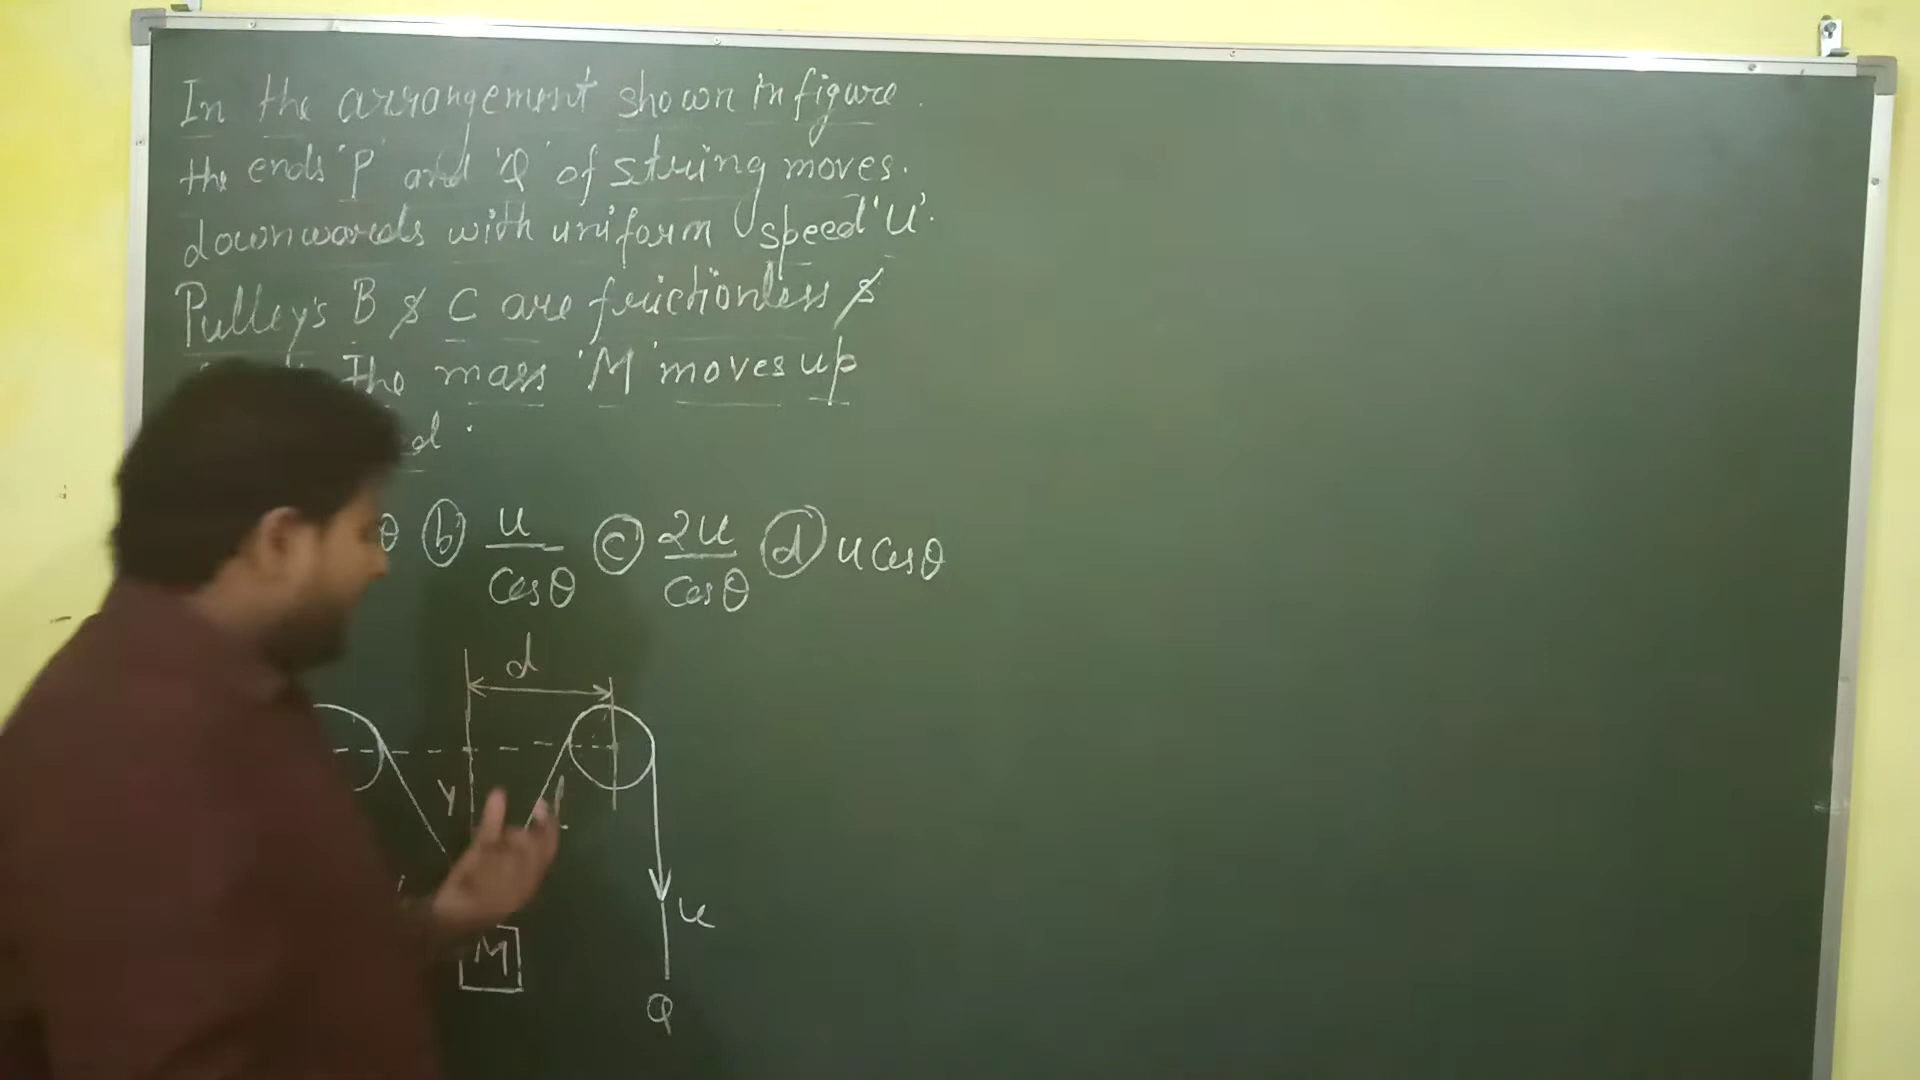 In the arrangement shown in figure.
the ends 'P' and 'Q' of string moves.
downwards with uniform speed 'U'.
Pulley's B & C are frictionless &
The mass 'M' moves up
d .
θ (b) u/cosθ (c) 2u/cosθ (d) u cosθ
d
y l
u
M
Q